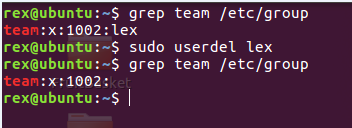 rex@ubuntu:~$ grep team /etc/group
team:x:1002:lex
rex@ubuntu:~$ sudo userdel lex
rex@ubuntu:~$ grep team /etc/group
team:x:1002:
rex@ubuntu:~$